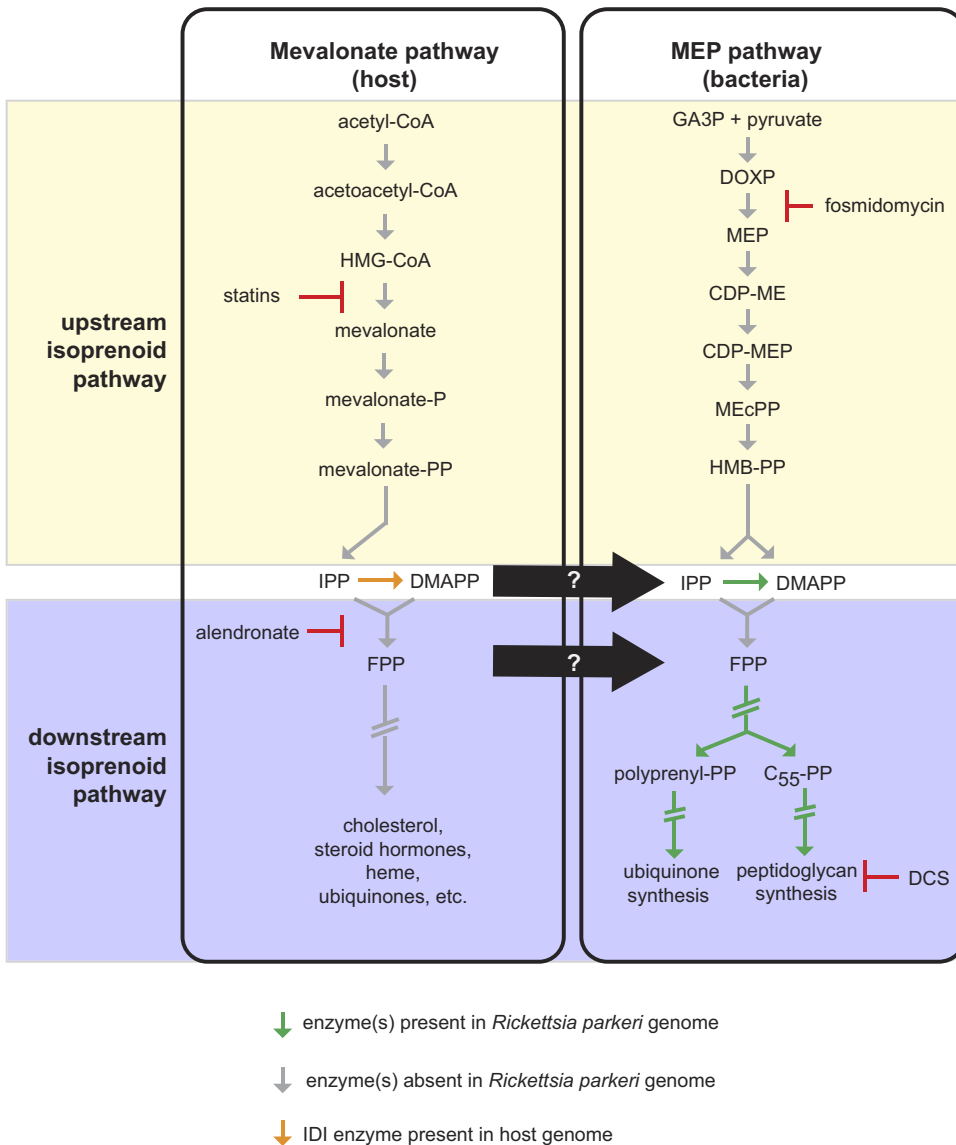 Mevalonate pathway
(host)
MEP pathway
(bacteria)
upstream
isoprenoid
pathway
acetyl-CoA
acetoacetyl-CoA
HMG-CoA
statins
mevalonate
mevalonate-P
mevalonate-PP
GA3P + pyruvate
DOXP
fosmidomycin
MEP
CDP-ME
CDP-MEP
MEcPP
HMB-PP
IPP
DMAPP
?
IPP
DMAPP
downstream
isoprenoid
pathway
alendronate
FPP
?
FPP
cholesterol,
steroid hormones,
heme,
ubiquinones, etc.
polyprenyl-PP
C55-PP
ubiquinone
synthesis
peptidoglycan
synthesis
DCS
enzyme(s) present in Rickettsia parkeri genome
enzyme(s) absent in Rickettsia parkeri genome
IDI enzyme present in host genome